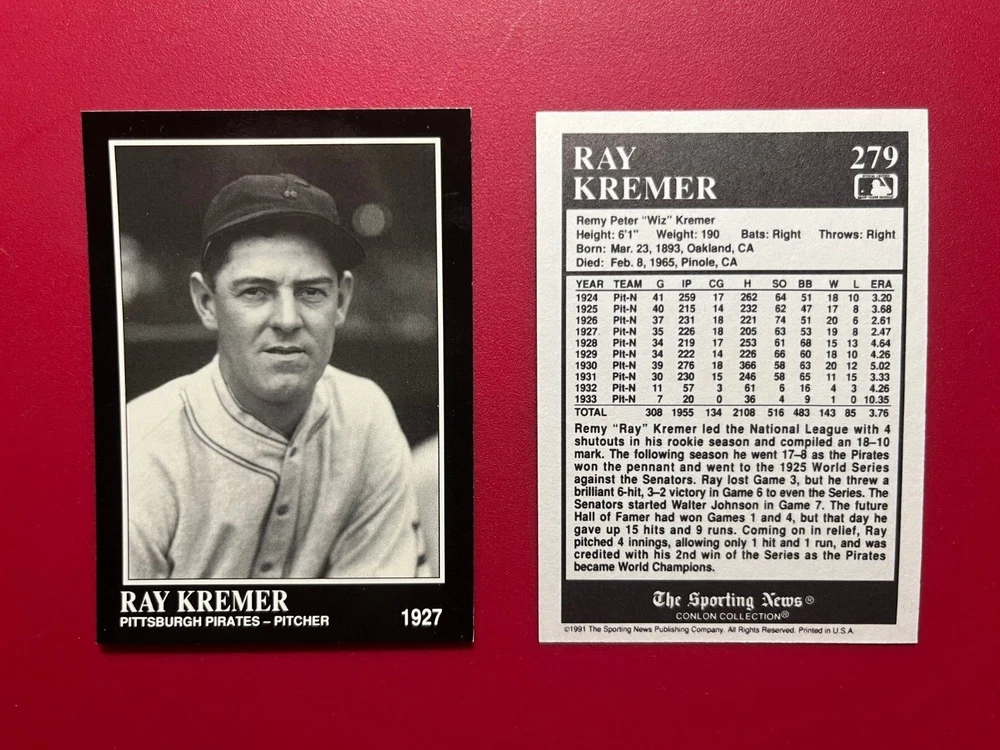 RAY KREMER
PITTSBURGH PIRATES – PITCHER
1927
RAY
KREMER
279
Remy Peter "Wiz" Kremer
Height: 6'1" Weight: 190 Bats: Right Throws: Right
Born: Mar. 23, 1893, Oakland, CA
Died: Feb. 8, 1965, Pinole, CA
YEAR TEAM G IP CG H SO BB W L ERA
1924 Pit-N 41 259 17 262 64 51 18 10 3.20
1925 Pit-N 40 215 14 232 62 47 17 8 3.68
1926 Pit-N 37 231 18 221 74 51 20 6 2.61
1927 Pit-N 35 226 18 205 63 53 19 8 2.47
1928 Pit-N 34 219 17 253 61 68 15 13 4.64
1929 Pit-N 34 222 14 226 66 60 18 10 4.26
1930 Pit-N 39 276 18 366 58 63 20 12 5.02
1931 Pit-N 30 230 15 246 58 65 11 15 3.33
1932 Pit-N 11 57 3 61 6 16 4 3 4.26
1933 Pit-N 7 20 0 36 4 9 1 0 10.35
TOTAL 308 1955 134 2108 516 483 143 85 3.76
Remy "Ray" Kremer led the National League with 4
shutouts in his rookie season and compiled an 18–10
mark. The following season he went 17–8 as the Pirates
won the pennant and went to the 1925 World Series
against the Senators. Ray lost Game 3, but he threw a
brilliant 6-hit, 3–2 victory in Game 6 to even the Series. The
Senators started Walter Johnson in Game 7. The future
Hall of Famer had won Games 1 and 4, but that day he
gave up 15 hits and 9 runs. Coming on in relief, Ray
pitched 4 innings, allowing only 1 hit and 1 run, and was
credited with his 2nd win of the Series as the Pirates
became World Champions.
The Sporting News®
CONLON COLLECTION®
©1991 The Sporting News Publishing Company. All Rights Reserved. Printed in U.S.A.